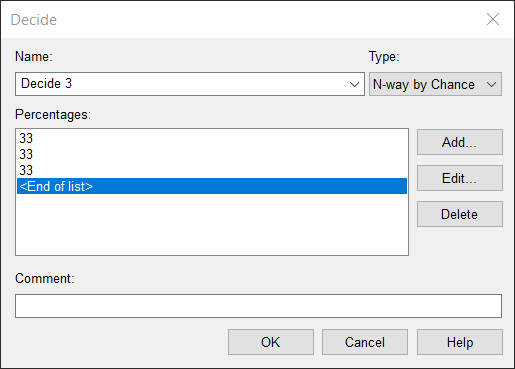 Decide
Name: Type:
Decide 3 N-way by Chance
Percentages:
33
33
33
<End of list>
Add...
Edit...
Delete
Comment:
OK Cancel Help